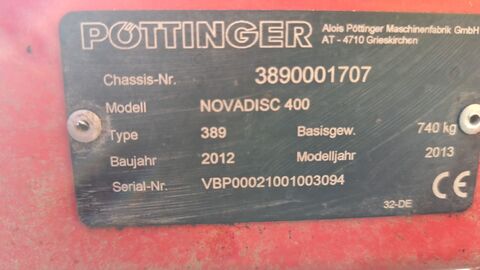 PÖTTINGER Alois Pöttinger Maschinenfabrik GmbH
AT - 4710 Grieskirchen
Chassis-Nr. 3890001707
Modell NOVADISC 400
Type 389 Basisgew. 740 kg
Baujahr 2012 Modelljahr 2013
Serial-Nr. VBP00021001003094 CE
32-DE